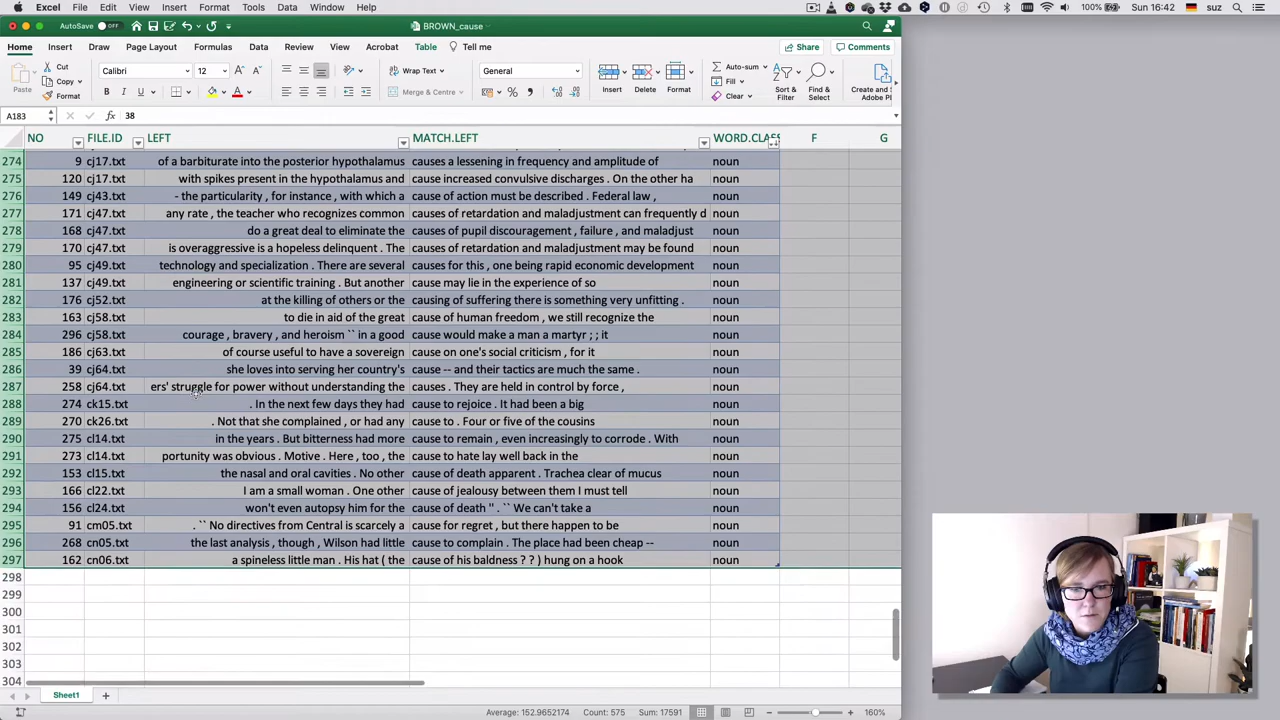 Excel File Edit View Insert Format Tools Data Window Help 100% Sun 16:42 suz
AutoSave OFF BROWN_cause
Home Insert Draw Page Layout Formulas Data Review View Acrobat Table Tell me Share Comments
Paste Cut Copy Format Calibri 12 Wrap Text General Insert Delete Format Auto-sum Fill Clear Sort & Filter Find & Select Create and S Adobe P
B I U A Merge & Centre
A183 fx 38
NO FILE.ID LEFT MATCH.LEFT WORD.CLAS F G
274 9 cj17.txt of a barbiturate into the posterior hypothalamus causes a lessening in frequency and amplitude of noun
275 120 cj17.txt with spikes present in the hypothalamus and cause increased convulsive discharges . On the other ha noun
276 149 cj43.txt - the particularity , for instance , with which a cause of action must be described . Federal law , noun
277 171 cj47.txt any rate , the teacher who recognizes common causes of retardation and maladjustment can frequently d noun
278 168 cj47.txt do a great deal to eliminate the causes of pupil discouragement , failure , and maladjust noun
279 170 cj47.txt is overaggressive is a hopeless delinquent . The causes of retardation and maladjustment may be found noun
280 95 cj49.txt technology and specialization . There are several causes for this , one being rapid economic development noun
281 137 cj49.txt engineering or scientific training . But another cause may lie in the experience of so noun
282 176 cj52.txt at the killing of others or the causing of suffering there is something very unfitting . noun
283 163 cj58.txt to die in aid of the great cause of human freedom , we still recognize the noun
284 296 cj58.txt courage , bravery , and heroism `` in a good cause would make a man a martyr ; ; it noun
285 186 cj63.txt of course useful to have a sovereign cause on one's social criticism , for it noun
286 39 cj64.txt she loves into serving her country's cause -- and their tactics are much the same . noun
287 258 cj64.txt ers' struggle for power without understanding the causes . They are held in control by force , noun
288 274 ck15.txt . In the next few days they had cause to rejoice . It had been a big noun
289 270 ck26.txt . Not that she complained , or had any cause to . Four or five of the cousins noun
290 275 cl14.txt in the years . But bitterness had more cause to remain , even increasingly to corrode . With noun
291 273 cl14.txt portunity was obvious . Motive . Here , too , the cause to hate lay well back in the noun
292 153 cl15.txt the nasal and oral cavities . No other cause of death apparent . Trachea clear of mucus noun
293 166 cl22.txt I am a small woman . One other cause of jealousy between them I must tell noun
294 156 cl24.txt won't even autopsy him for the cause of death '' . `` We can't take a noun
295 91 cm05.txt . `` No directives from Central is scarcely a cause for regret , but there happen to be noun
296 268 cn05.txt the last analysis , though , Wilson had little cause to complain . The place had been cheap -- noun
297 162 cn06.txt a spineless little man . His hat ( the cause of his baldness ? ? ) hung on a hook noun
298
299
300
301
302
303
304
Sheet1
Average: 152.9652174 Count: 575 Sum: 17591 160%